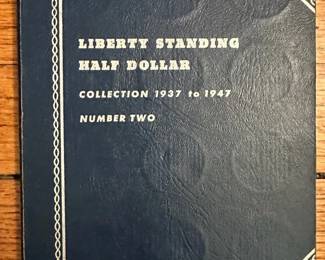 LIBERTY STANDING
HALF DOLLAR
COLLECTION 1937 to 1947
NUMBER TWO